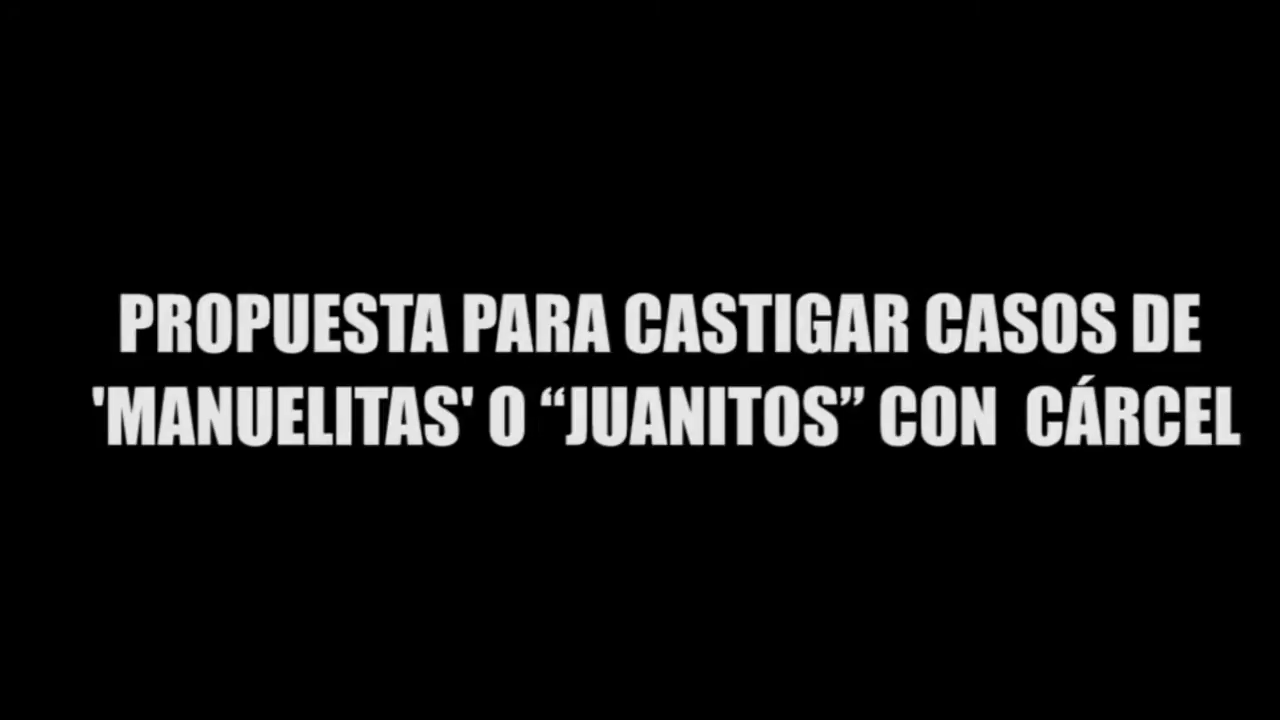 PROPUESTA PARA CASTIGAR CASOS DE
'MANUELITAS' O “JUANITOS” CON  CÁRCEL